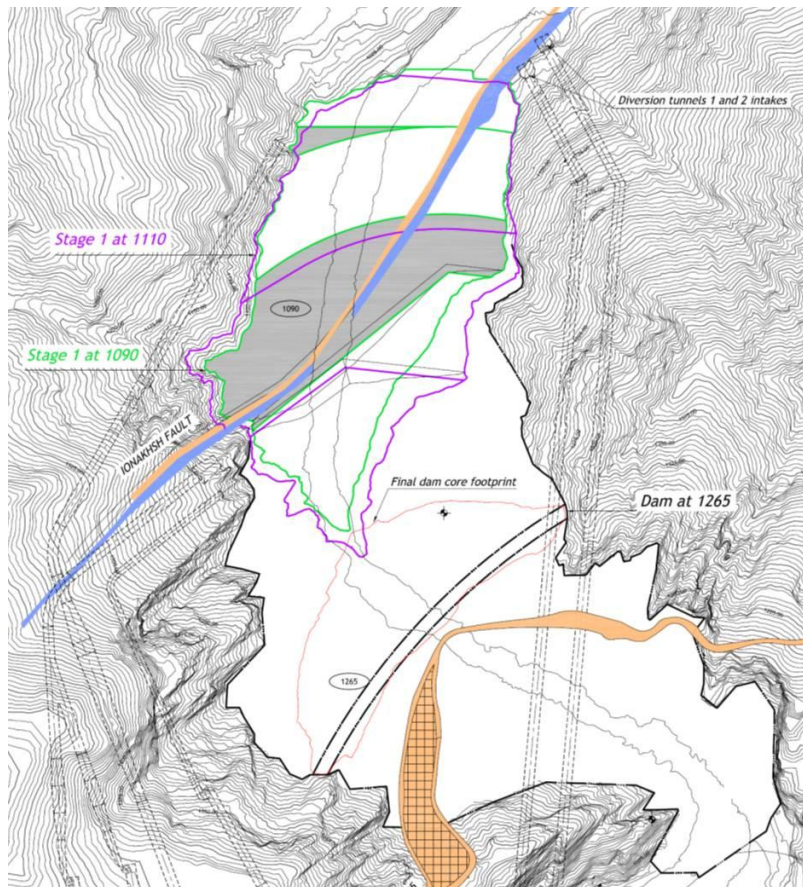 Diversion tunnels 1 and 2 intakes
Stage 1 at 1110
1090
Stage 1 at 1090
IONAKHSH FAULT
Final dam core footprint
Dam at 1265
1265